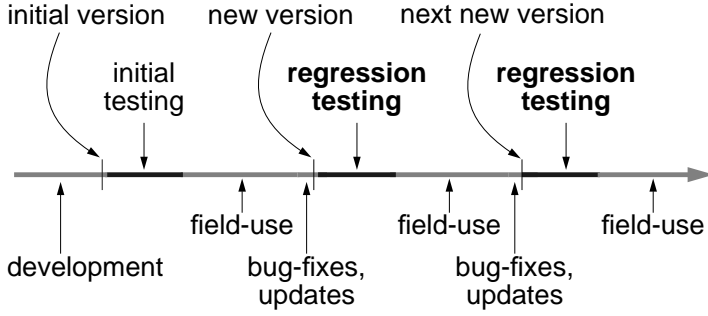 initial version
new version
next new version
initial
testing
regression
testing
regression
testing
field-use
field-use
field-use
development
bug-fixes,
updates
bug-fixes,
updates